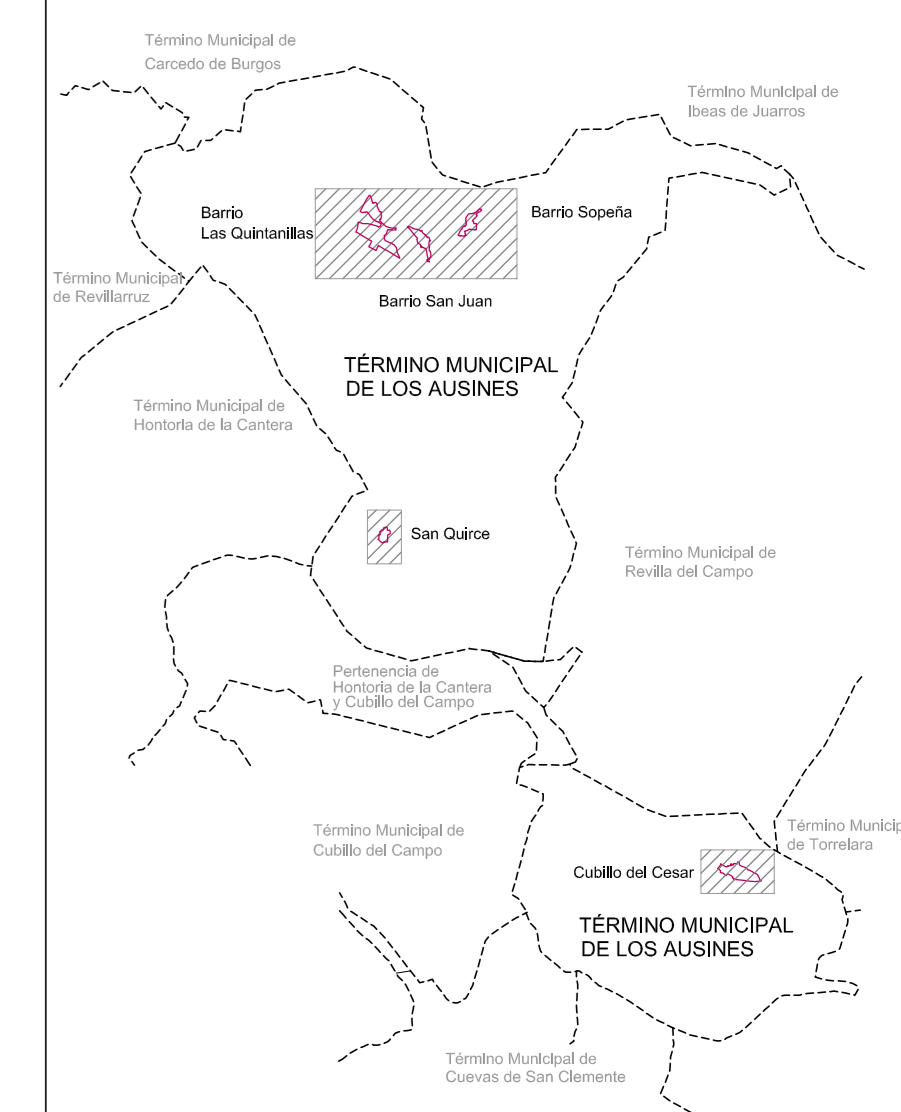 Término Municipal de
Carcedo de Burgos
Término Municipal de
Ibeas de Juarros
Barrio
Las Quintanillas
Barrio Sopeña
Término Municipal
de Revillarruz
Barrio San Juan
TÉRMINO MUNICIPAL
DE LOS AUSINES
Término Municipal de
Hontoria de la Cantera
San Quirce
Término Municipal de
Revilla del Campo
Pertenencia de
Hontoria de la Cantera
y Cubillo del Campo
Término Municipal de
Cubillo del Campo
Término Municip
de Torrelara
Cubillo del Cesar
TÉRMINO MUNICIPAL
DE LOS AUSINES
Término Municipal de
Cuevas de San Clemente